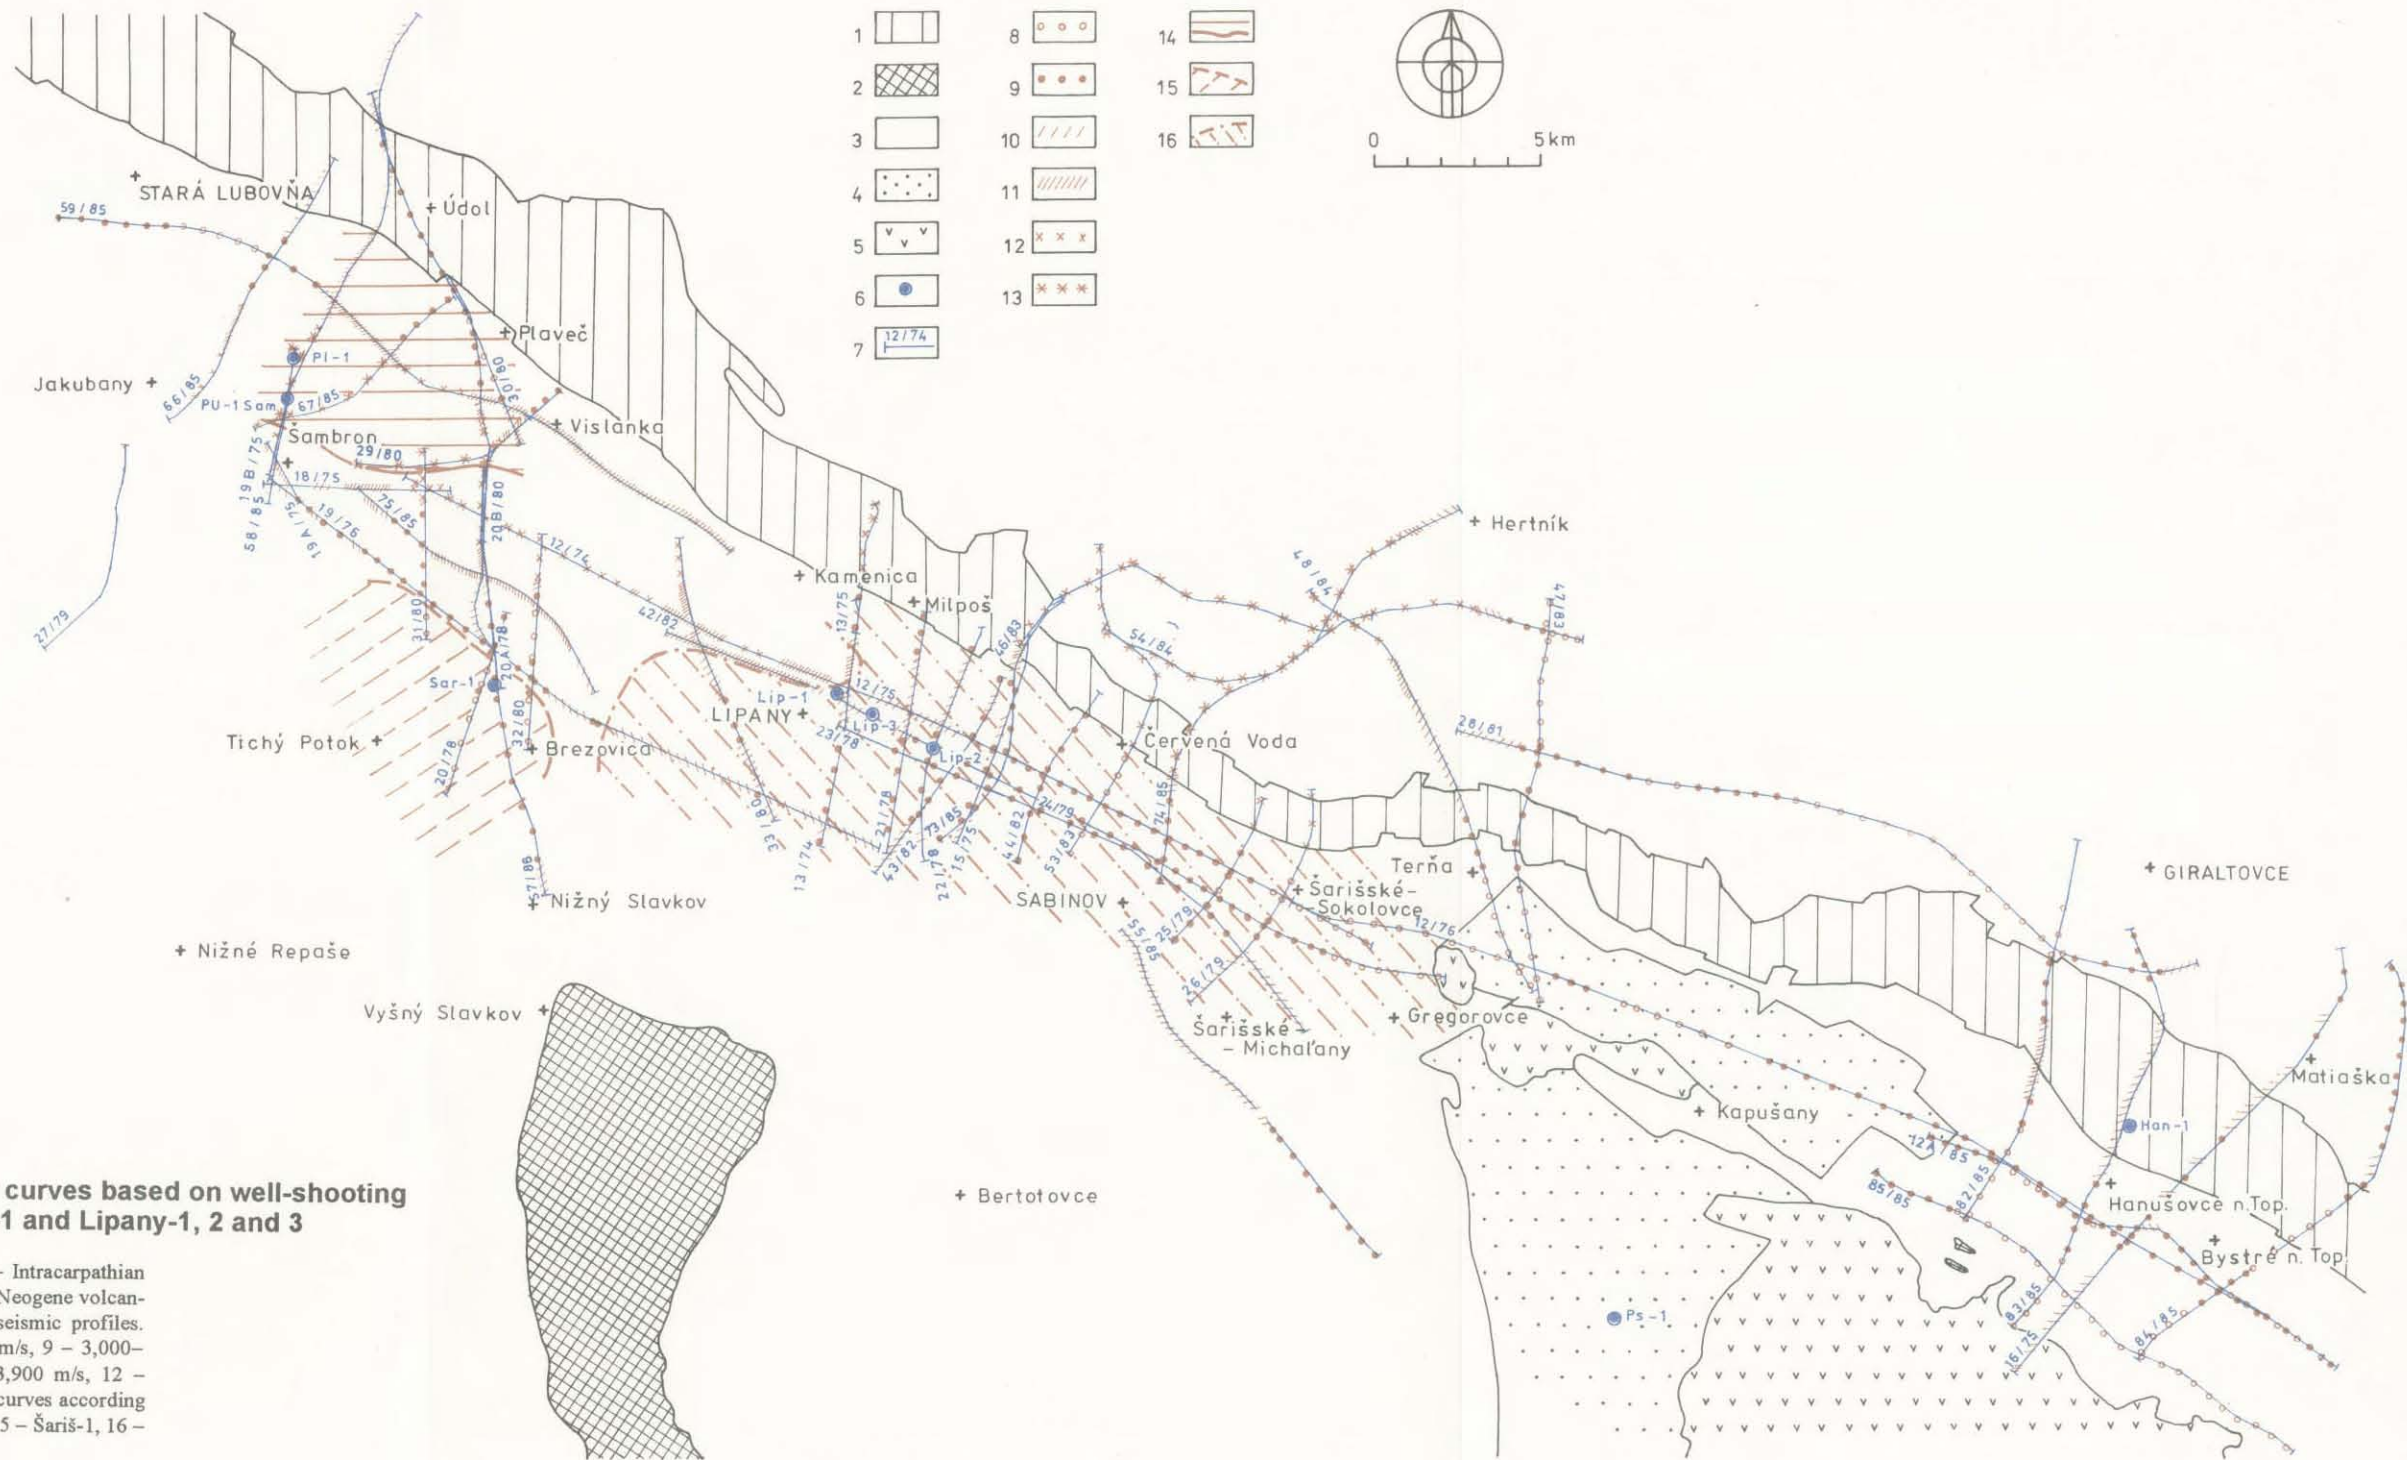 1
2
3
4
5
6
7 12/74
8
9
10
11
12
13
14
15
16
0 5 km
STARÁ LUBOVŇA
Údol
59/85
Plaveč
Pl-1
Jakubany
66/85
PU-1 Šam
67/85
30/80
Vislanka
Šambron
29/80
19B/75
58/85
18/75
19A/75
19/76
75/85
20B/80
12/74
27/79
31/80
20A/78
42/82
Kamenica
13/75
Milpoš
46/83
48/84
Hertník
47/83
54/84
Sar-1
Lip-1
12/75
LIPANY
Lip-3
23/78
Lip-2
Tichý Potok
32/80
Brezovica
20/78
Červená Voda
28/81
33/80
13/74
21/78
43/82
22/78
73/85
15/75
44/82
24/79
53/83
74/85
57/86
Nižný Slavkov
SABINOV
Terňa
Šarišské-
-Sokolovce
12/76
GIRALTOVCE
Nižné Repaše
55/85
25/79
26/79
Vyšný Slavkov
Šarišské -
- Michaľany
Gregorovce
Matiaška
Kapušany
Han-1
12A/85
85/85
82/85
Bertotovce
Hanušovce n.Top.
Bystré n. Top.
Ps-1
83/85
16/75
84/85
curves based on well-shooting
1 and Lipany-1, 2 and 3
- Intracarpathian
Neogene volcan-
seismic profiles.
m/s, 9 – 3,000–
3,900 m/s, 12 –
curves according
5 – Šariš-1, 16 –